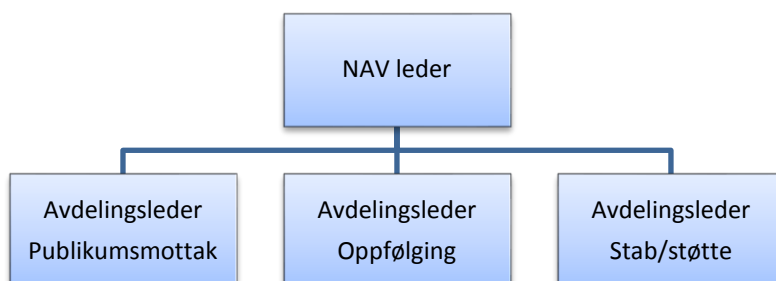 NAV leder
Avdelingsleder
Publikumsmottak
Avdelingsleder
Oppfølging
Avdelingsleder
Stab/støtte